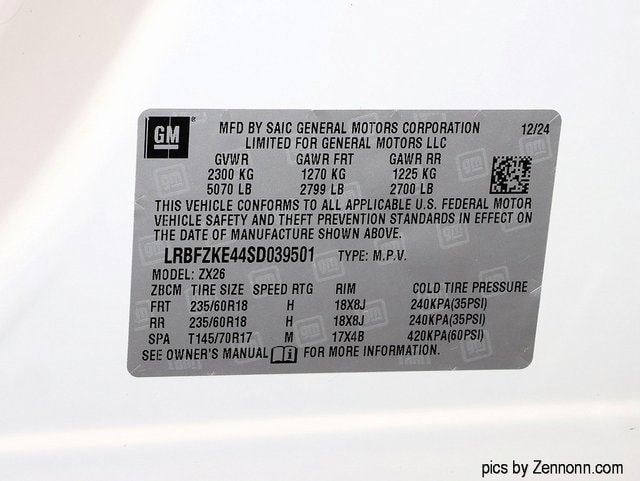 GM ®
MFD BY SAIC GENERAL MOTORS CORPORATION 12/24
LIMITED FOR GENERAL MOTORS LLC
GVWR GAWR FRT GAWR RR
2300 KG 1270 KG 1225 KG
5070 LB 2799 LB 2700 LB
THIS VEHICLE CONFORMS TO ALL APPLICABLE U.S. FEDERAL MOTOR
VEHICLE SAFETY AND THEFT PREVENTION STANDARDS IN EFFECT ON
THE DATE OF MANUFACTURE SHOWN ABOVE.
LRBFZKE44SD039501 TYPE: M.P.V.
MODEL: ZX26
ZBCM TIRE SIZE SPEED RTG RIM COLD TIRE PRESSURE
FRT 235/60R18 H 18X8J 240KPA(35PSI)
RR 235/60R18 H 18X8J 240KPA(35PSI)
SPA T145/70R17 M 17X4B 420KPA(60PSI)
SEE OWNER'S MANUAL i FOR MORE INFORMATION.
pics by Zennonn.com